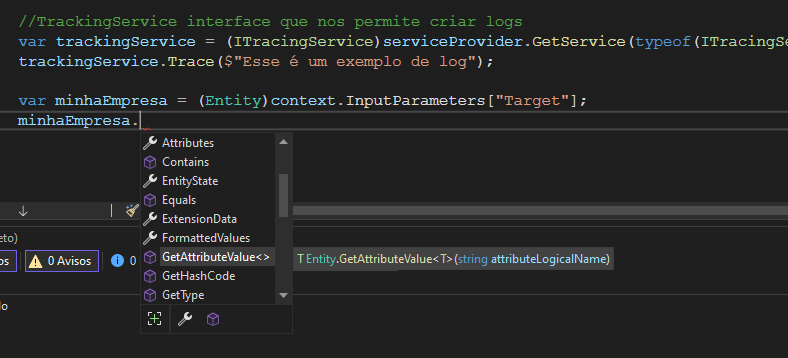 //TrackingService interface que nos permite criar logs
var trackingService = (ITracingService)serviceProvider.GetService(typeof(ITracingSe
trackingService.Trace($"Esse é um exemplo de log");
var minhaEmpresa = (Entity)context.InputParameters["Target"];
minhaEmpresa.
Attributes
Contains
EntityState
Equals
ExtensionData
FormattedValues
GetAttributeValue<>
T Entity.GetAttributeValue<T>(string attributeLogicalName)
GetHashCode
GetType
eto)
os
0 Avisos
0
lo